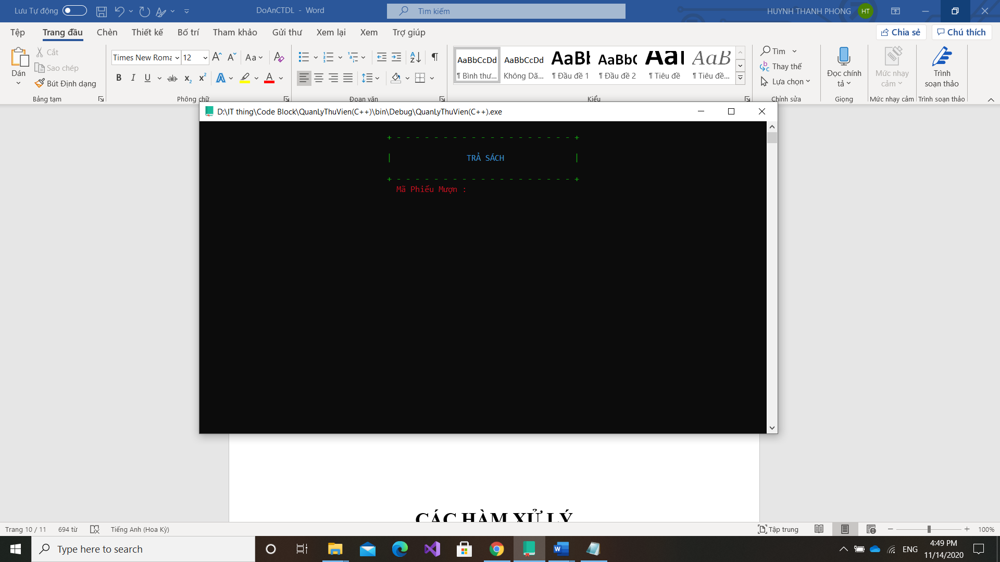 Lưu Tự động
DoAnCTDL - Word
Tìm kiếm
HUYNH THANH PHONG
HT
Tệp
Trang đầu
Chèn
Thiết kế
Bố trí
Tham khảo
Gửi thư
Xem lại
Xem
Trợ giúp
Chia sẻ
Chú thích
Dán
Cắt
Sao chép
Bút Định dạng
Bảng tạm
Times New Roma
12
Phông chữ
Đoạn văn
AaBbCcDd
¶ Bình thư...
AaBbCcDd
Không Dã...
¶ Đầu đề 1
AaBbC
¶ Đầu đề 2
¶ Tiêu đề
AaB
¶ Tiêu đề...
Kiểu
Tìm
Thay thế
Lựa chọn
Chỉnh sửa
Đọc chính
tả
Giọng
Mức nhạy
cảm
Mức nhạy cảm
Trình
soạn thảo
Trình soạn thảo
D:\IT thing\Code Block\QuanLyThuVien(C++)\bin\Debug\QuanLyThuVien(C++).exe
+ - - - - - - - - - - - - - - - - - - - +
| TRẢ SÁCH |
+ - - - - - - - - - - - - - - - - - - - +
Mã Phiếu Mượn :
CÁC HÀM XỬ LÝ
Trang 10 / 11
694 từ
Tiếng Anh (Hoa Kỳ)
Tập trung
100%
Type here to search
ENG
4:49 PM
11/14/2020